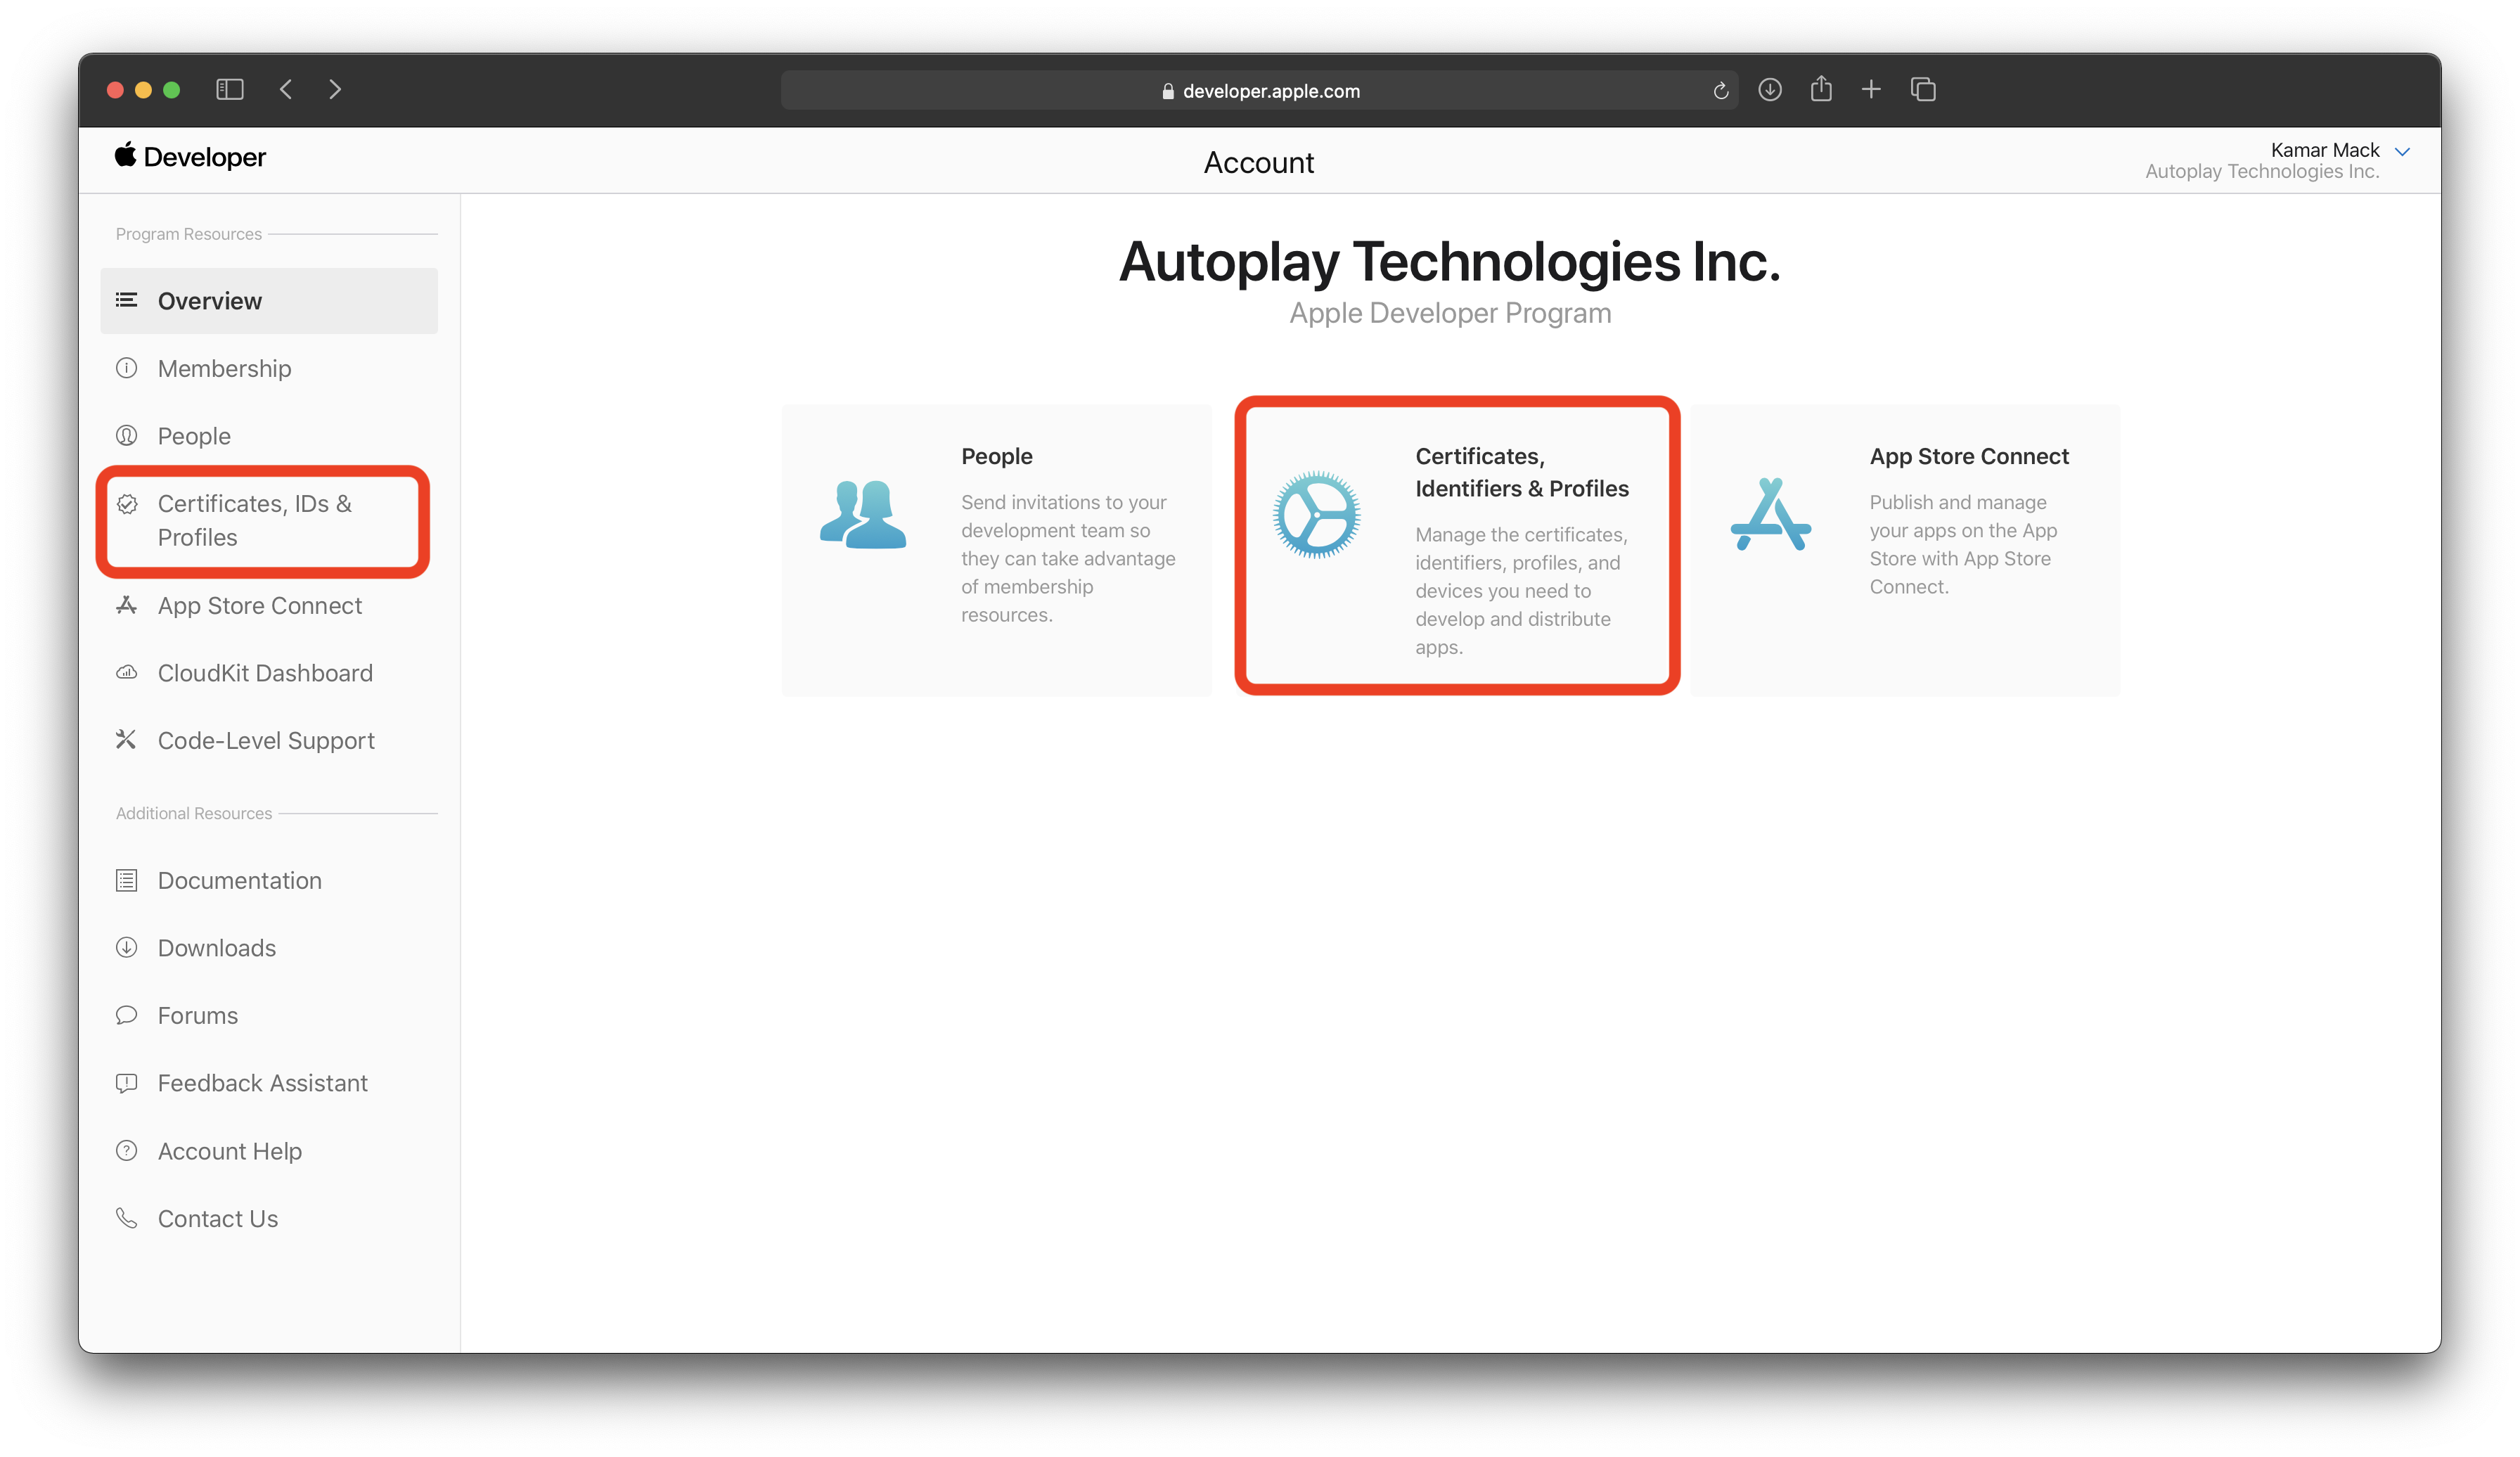 developer.apple.com
Developer
Account
Kamar Mack
Autoplay Technologies Inc.
Program Resources
Overview
Membership
People
Certificates, IDs &
Profiles
App Store Connect
CloudKit Dashboard
Code-Level Support
Additional Resources
Documentation
Downloads
Forums
Feedback Assistant
Account Help
Contact Us
Autoplay Technologies Inc.
Apple Developer Program
People
Send invitations to your
development team so
they can take advantage
of membership
resources.
Certificates,
Identifiers & Profiles
Manage the certificates,
identifiers, profiles, and
devices you need to
develop and distribute
apps.
App Store Connect
Publish and manage
your apps on the App
Store with App Store
Connect.